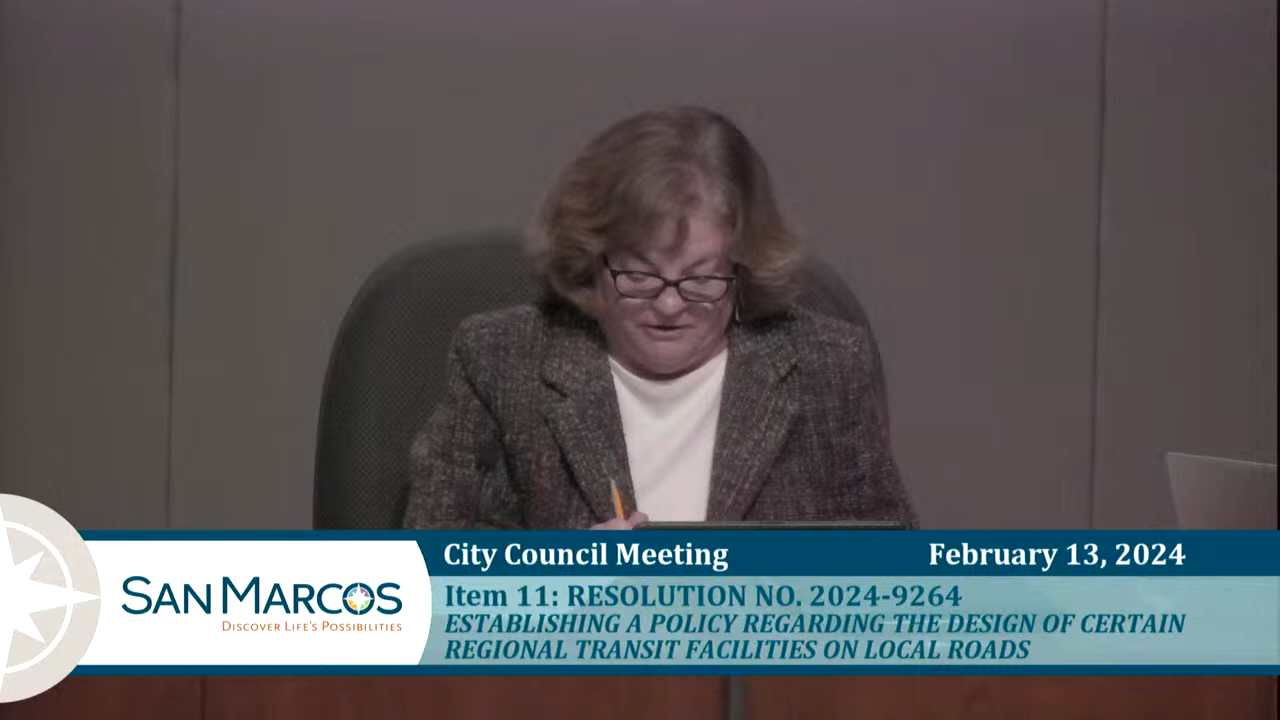 City Council Meeting
February 13, 2024
SAN MARCOS
DISCOVER LIFE'S POSSIBILITIES
Item 11: RESOLUTION NO. 2024-9264
ESTABLISHING A POLICY REGARDING THE DESIGN OF CERTAIN
REGIONAL TRANSIT FACILITIES ON LOCAL ROADS